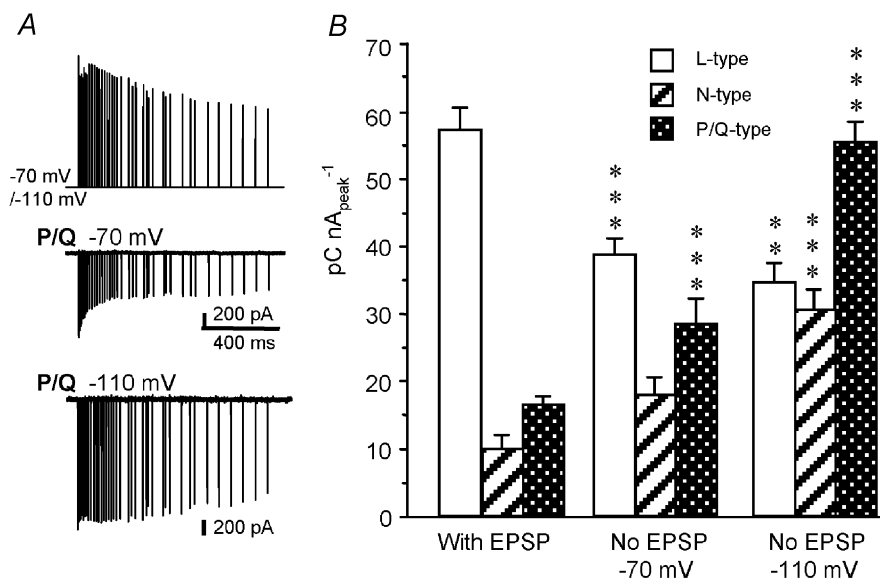 A
-70 mV
/-110 mV
P/Q -70 mV
200 pA
400 ms
P/Q -110 mV
200 pA
B
70
60
50
40
30
20
10
0
pC nApeak-1
L-type
N-type
P/Q-type
***
***
**
***
***
With EPSP
No EPSP
-70 mV
No EPSP
-110 mV